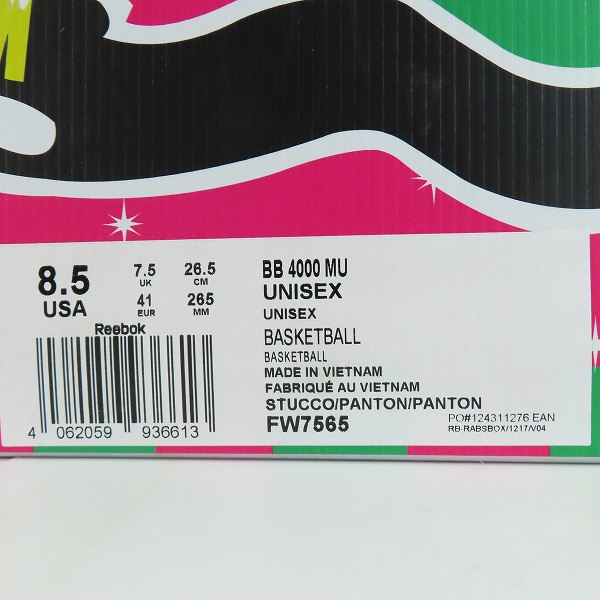 8.5
USA
7.5
UK
26.5
CM
41
EUR
265
MM
Reebok
4 062059 936613
BB 4000 MU
UNISEX
UNISEX
BASKETBALL
BASKETBALL
MADE IN VIETNAM
FABRIQUÉ AU VIETNAM
STUCCO/PANTON/PANTON
FW7565
PO#124311276 EAN
RB-RABSBOX/1217/V04